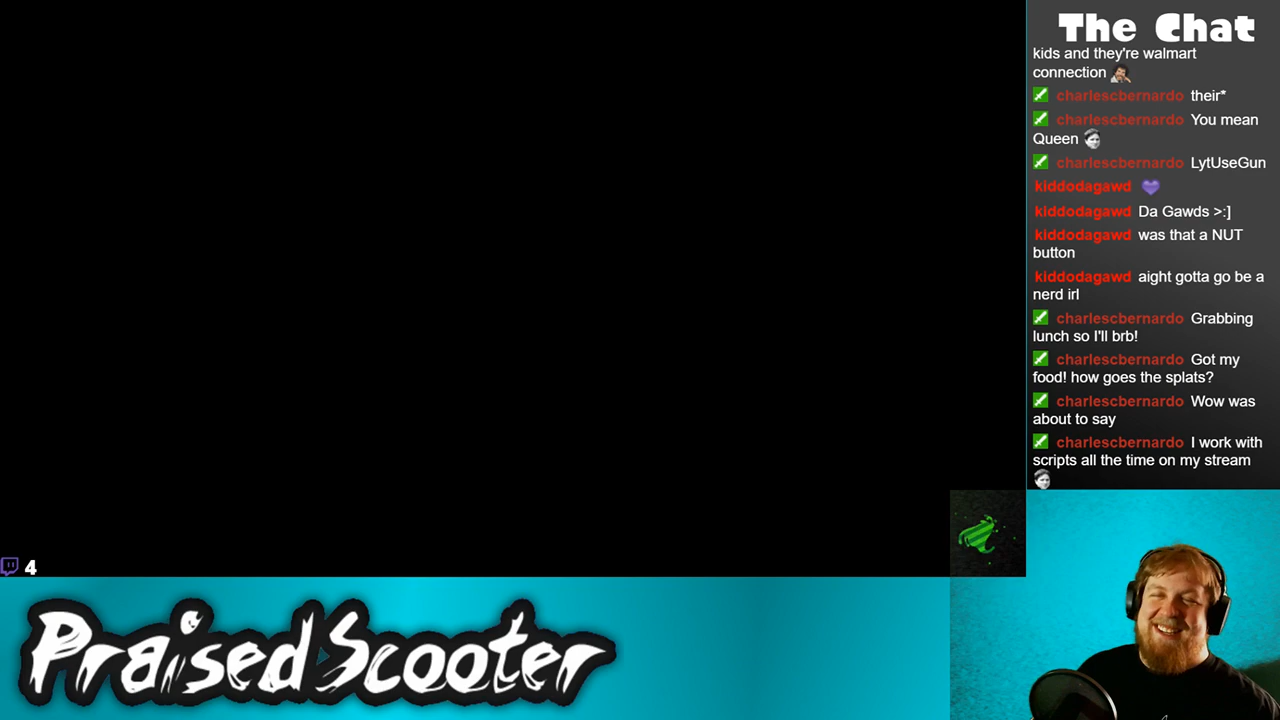 The Chat
kids and they're walmart
connection
charlescbernardo their*
charlescbernardo You mean
Queen
charlescbernardo LytUseGun
kiddodagawd
kiddodagawd Da Gawds >:]
kiddodagawd was that a NUT
button
kiddodagawd aight gotta go be a
nerd irl
charlescbernardo Grabbing
lunch so I'll brb!
charlescbernardo Got my
food! how goes the splats?
charlescbernardo Wow was
about to say
charlescbernardo I work with
scripts all the time on my stream
4
PraisedScooter